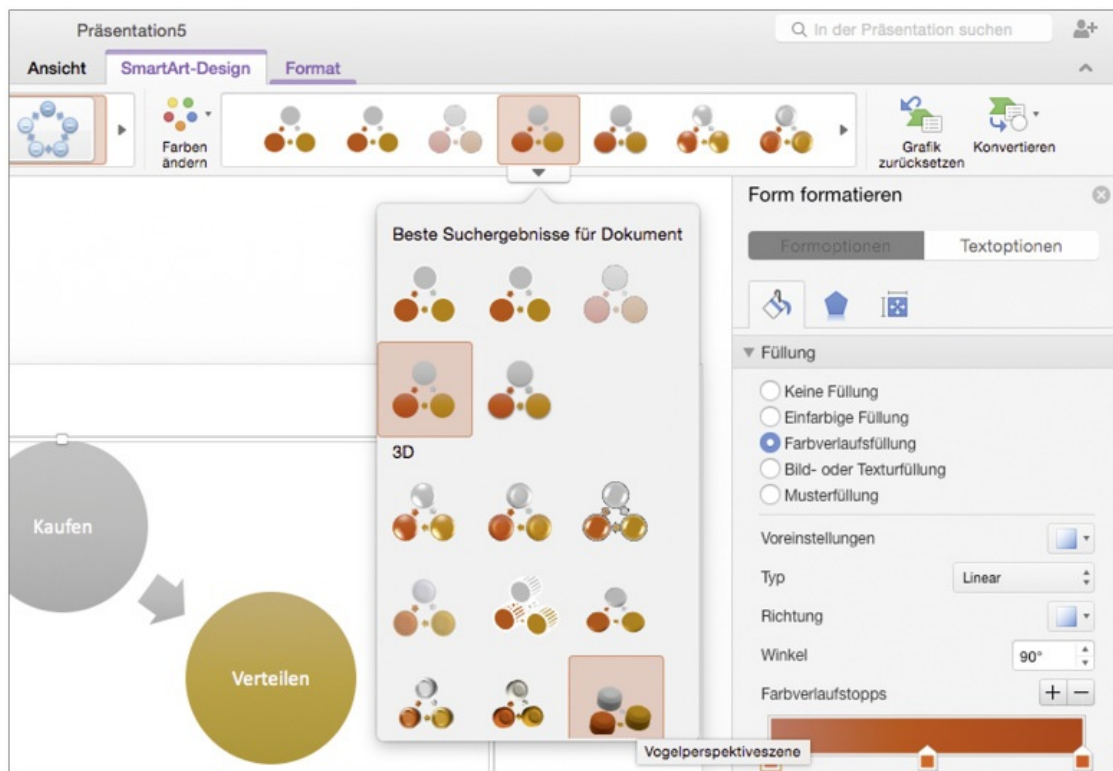 Präsentation5
In der Präsentation suchen
Ansicht
SmartArt-Design
Format
Farben
ändern
Grafik
zurücksetzen
Konvertieren
Beste Suchergebnisse für Dokument
3D
Vogelperspektiveszene
Kaufen
Verteilen
Form formatieren
Formoptionen
Textoptionen
Füllung
Keine Füllung
Einfarbige Füllung
Farbverlaufsfüllung
Bild- oder Texturfüllung
Musterfüllung
Voreinstellungen
Typ
Linear
Richtung
Winkel
90°
Farbverlaufstopps